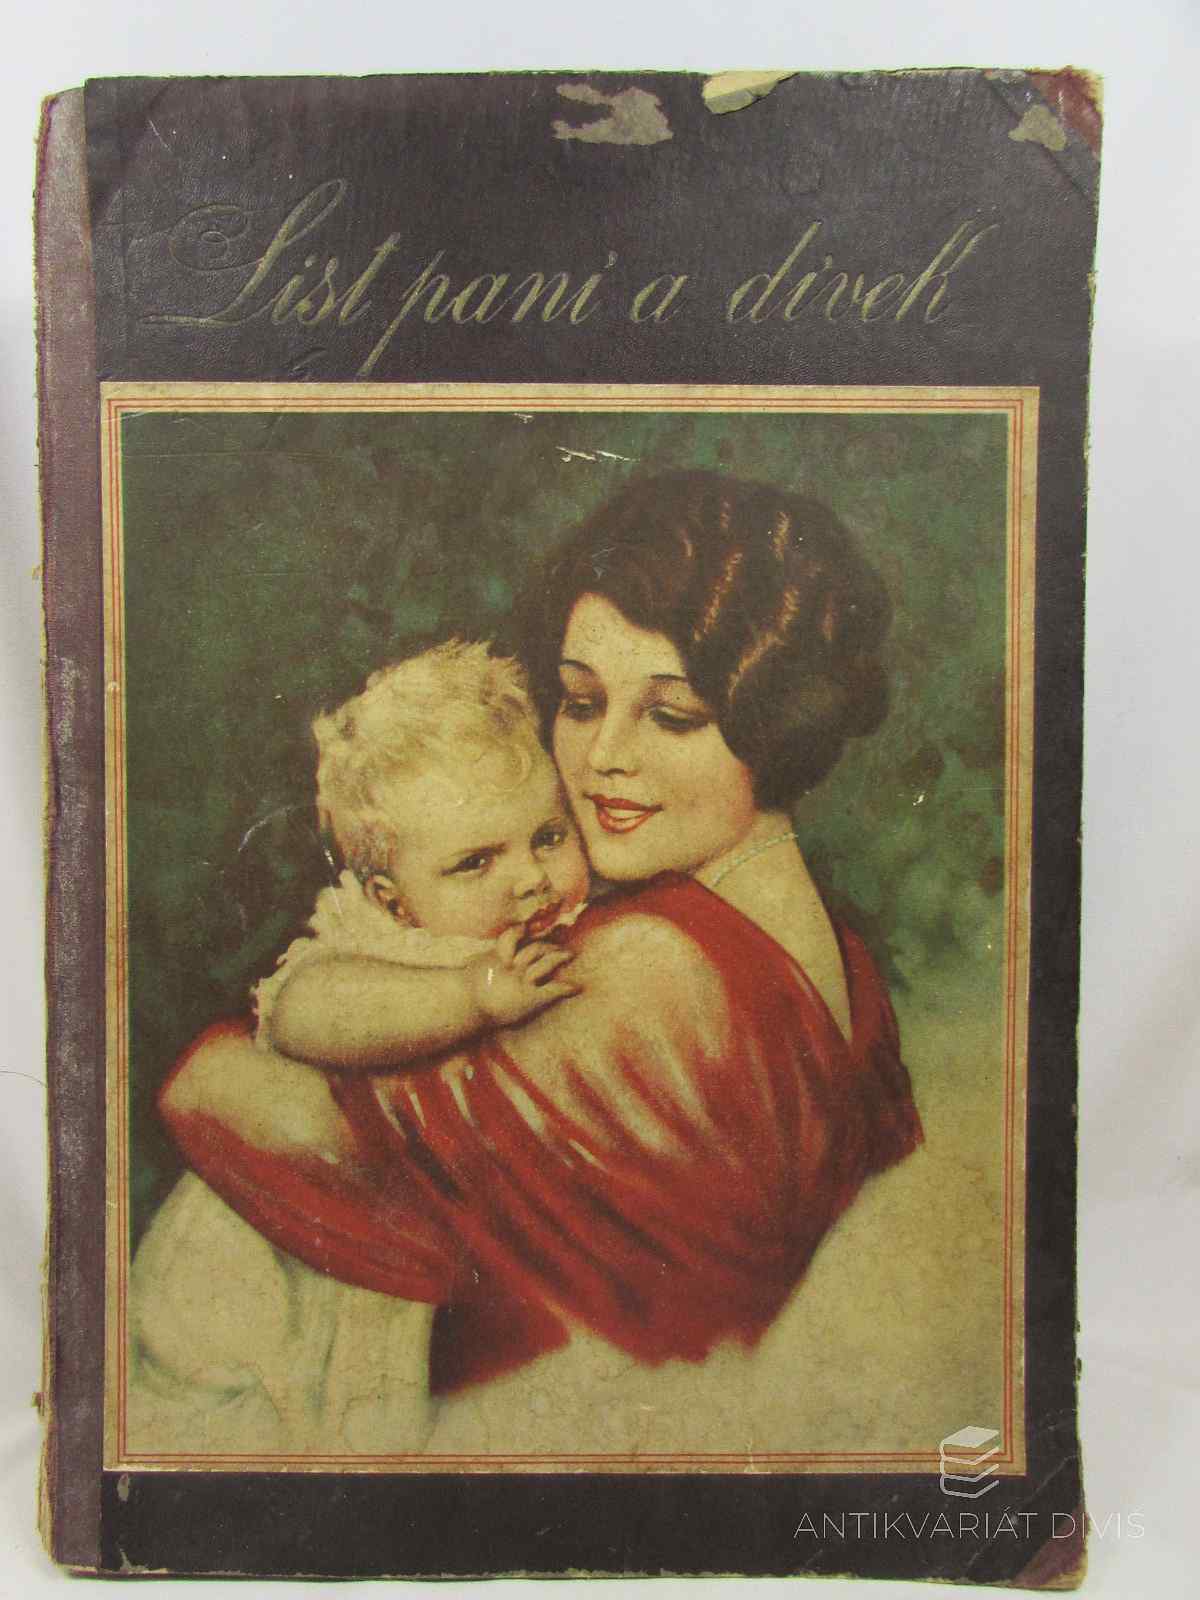 List paní a dívek
ANTIKVARIÁT DIVIŠ